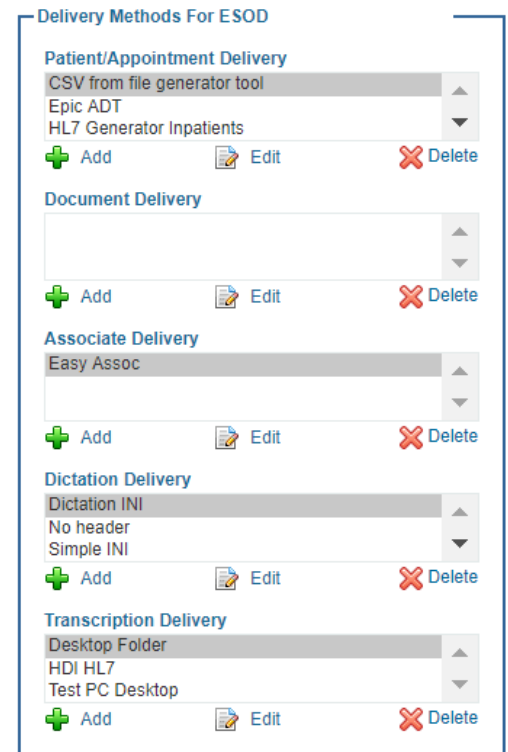 Delivery Methods For ESOD
Patient/Appointment Delivery
CSV from file generator tool
Epic ADT
HL7 Generator Inpatients
Add Edit Delete
Document Delivery
Add Edit Delete
Associate Delivery
Easy Assoc
Add Edit Delete
Dictation Delivery
Dictation INI
No header
Simple INI
Add Edit Delete
Transcription Delivery
Desktop Folder
HDI HL7
Test PC Desktop
Add Edit Delete